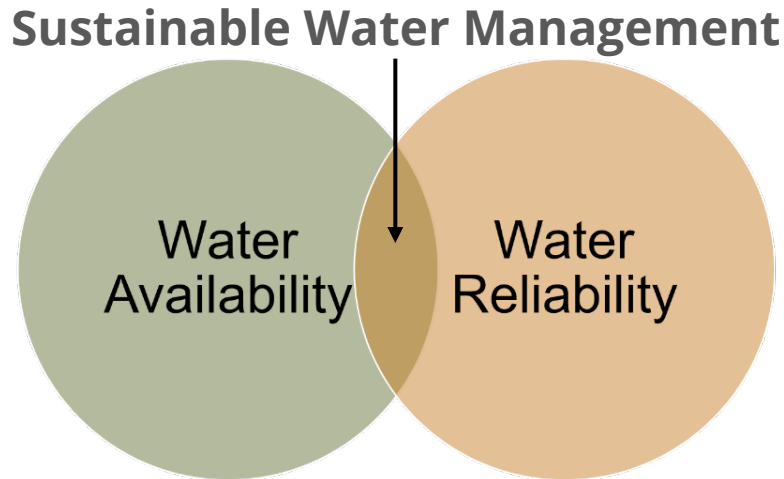 Sustainable Water Management
Water
Availability
Water
Reliability